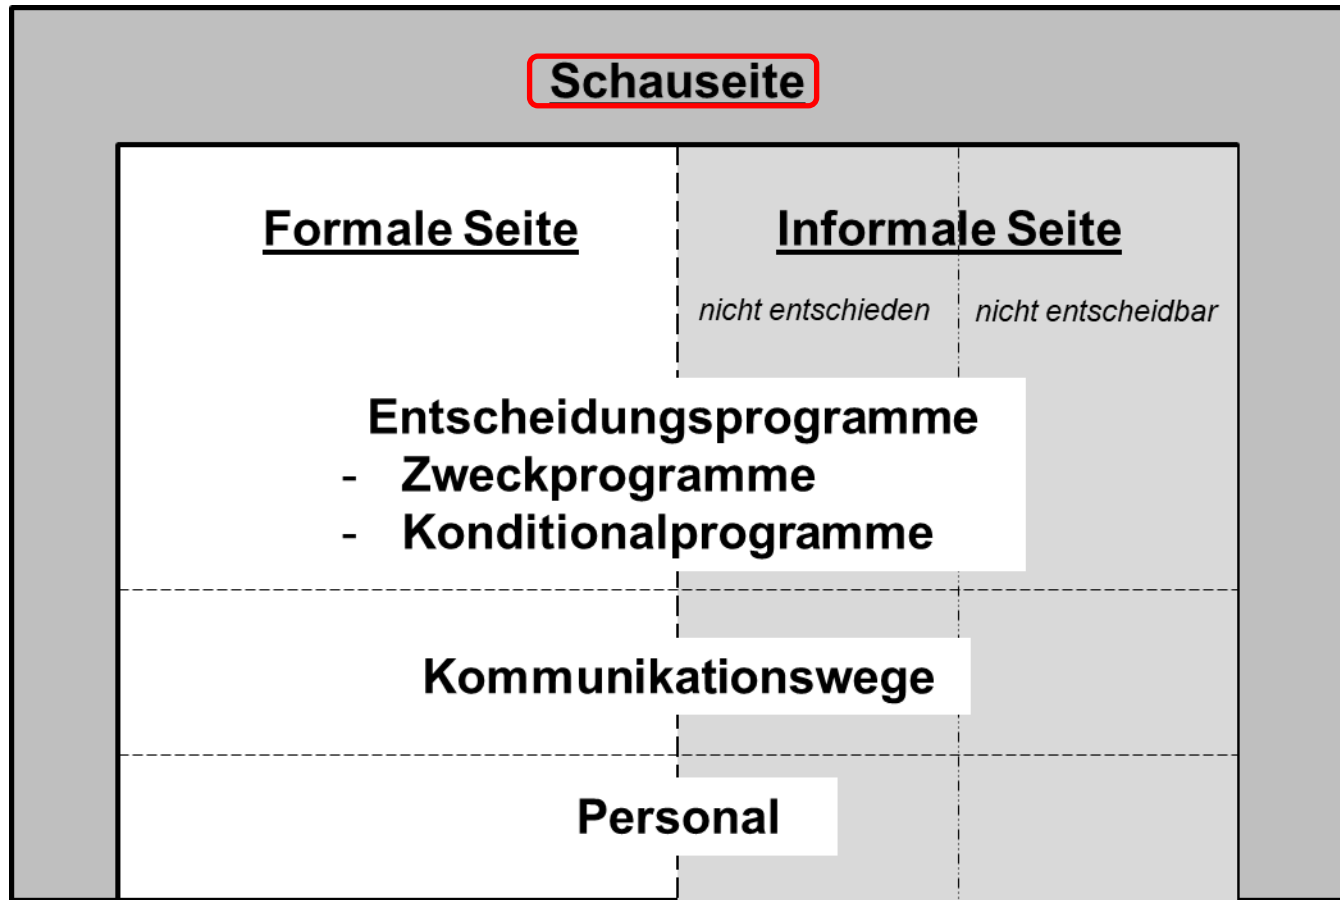 Schauseite
Formale Seite
Informale Seite
nicht entschieden
nicht entscheidbar
Entscheidungsprogramme
- Zweckprogramme
- Konditionalprogramme
Kommunikationswege
Personal